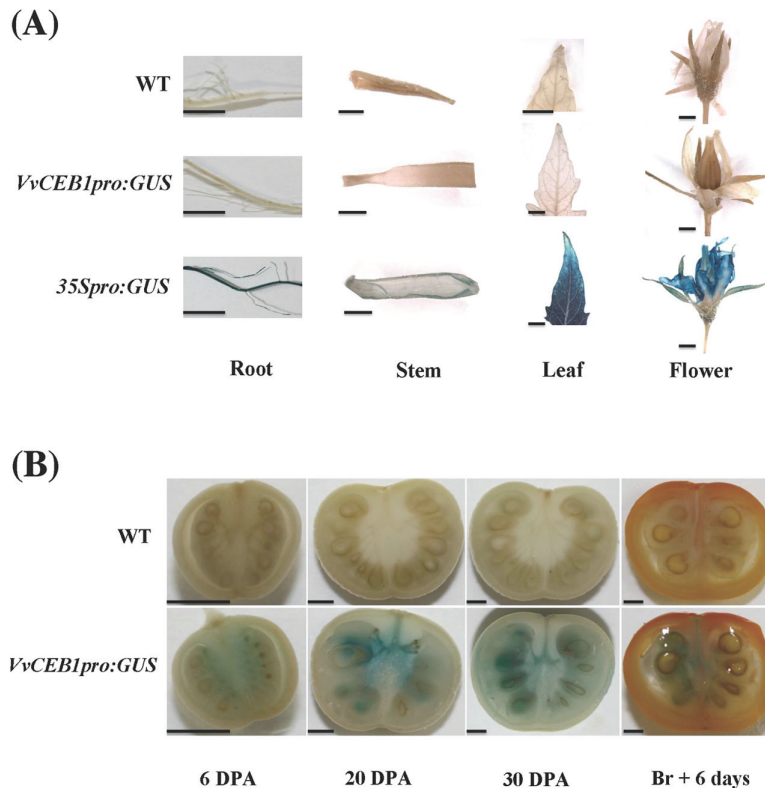 (A)
WT
VvCEB1pro:GUS
35Spro:GUS
Root Stem Leaf Flower
(B)
WT
VvCEB1pro:GUS
6 DPA 20 DPA 30 DPA Br + 6 days